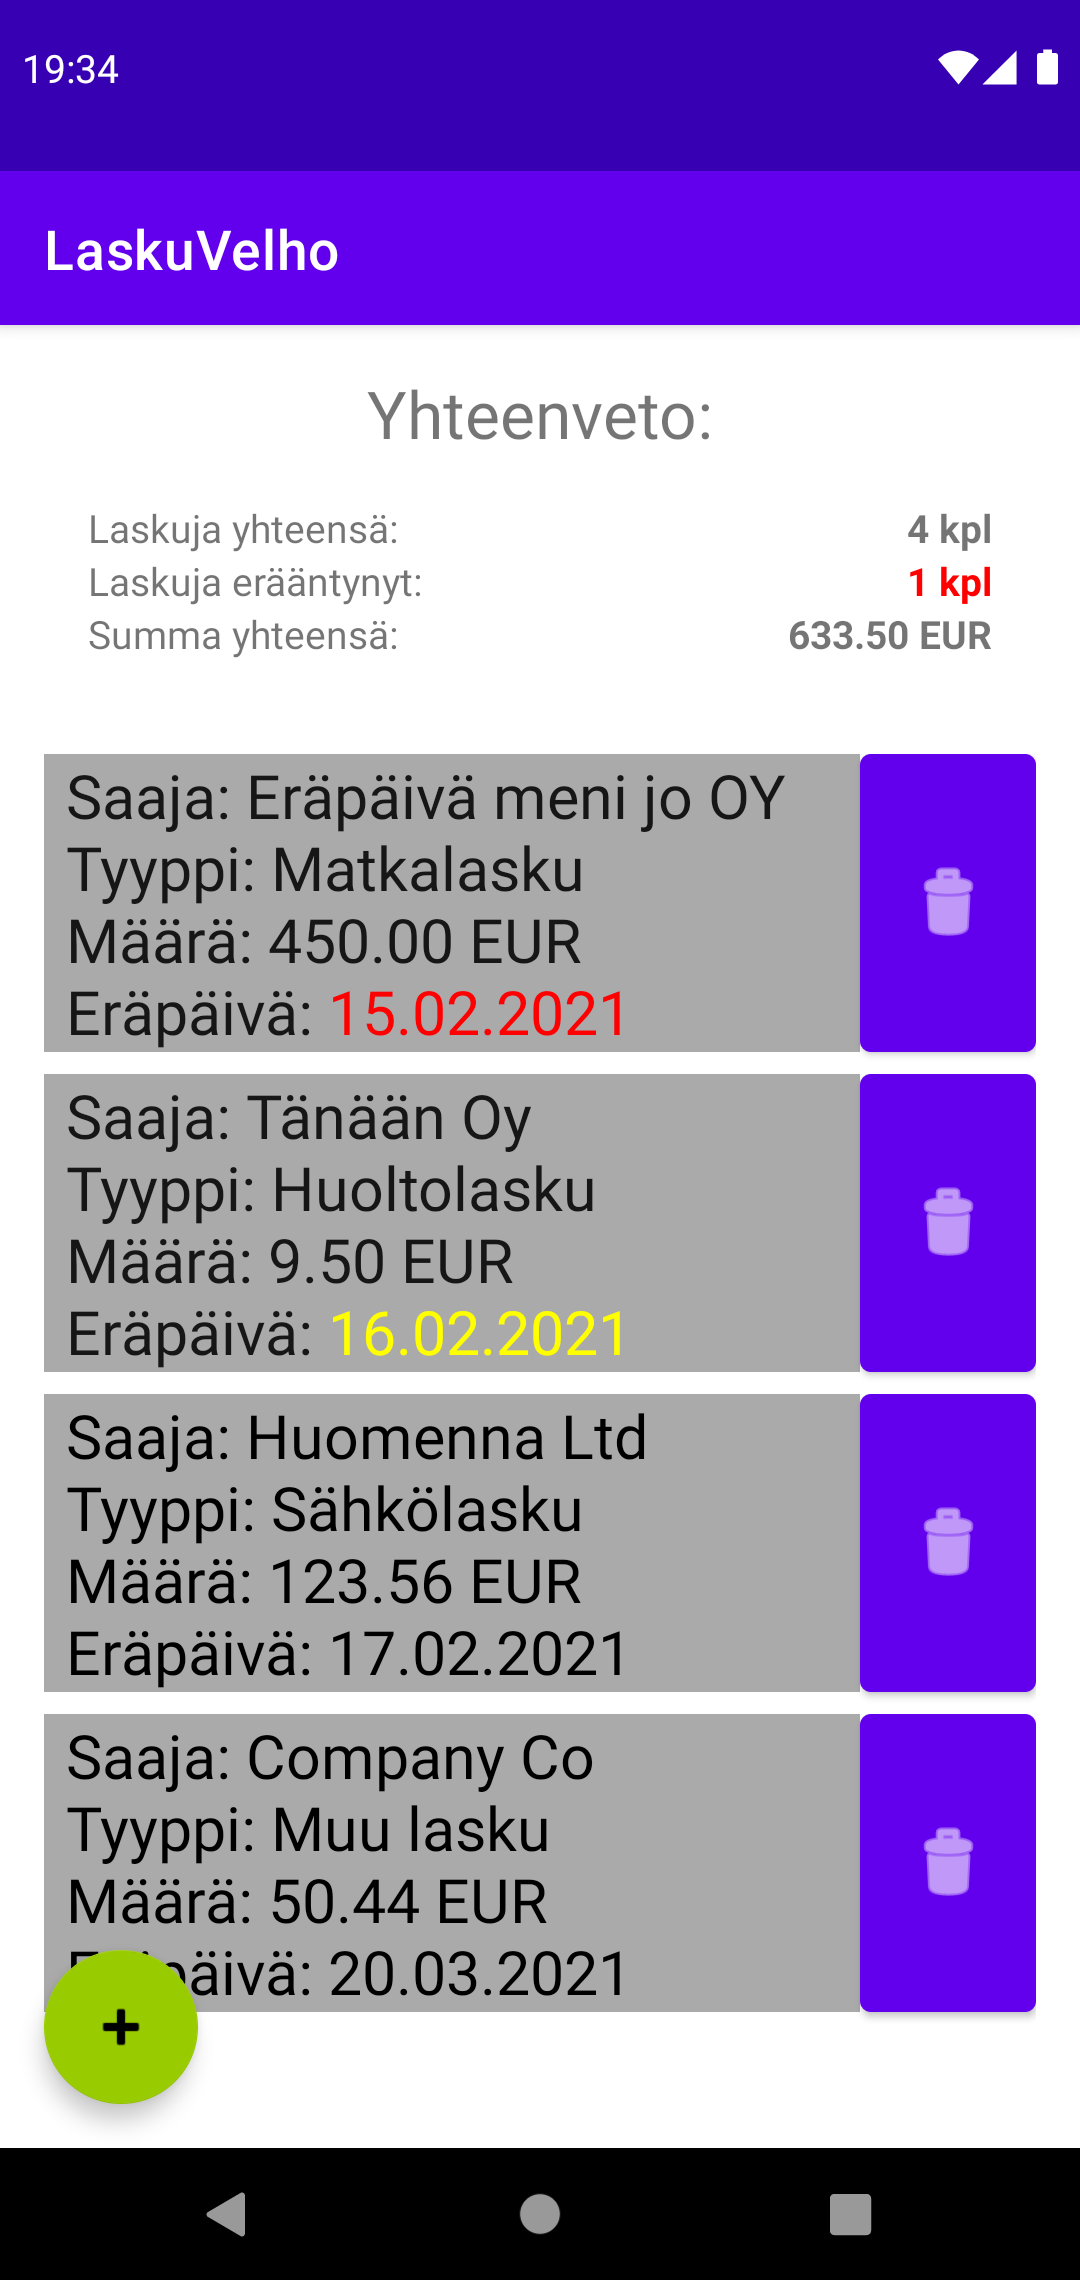 19:34
LaskuVelho
Yhteenveto:
Laskuja yhteensä: 4 kpl
Laskuja erääntynyt: 1 kpl
Summa yhteensä: 633.50 EUR
Saaja: Eräpäivä meni jo OY
Tyyppi: Matkalasku
Määrä: 450.00 EUR
Eräpäivä: 15.02.2021
Saaja: Tänään Oy
Tyyppi: Huoltolasku
Määrä: 9.50 EUR
Eräpäivä: 16.02.2021
Saaja: Huomenna Ltd
Tyyppi: Sähkölasku
Määrä: 123.56 EUR
Eräpäivä: 17.02.2021
Saaja: Company Co
Tyyppi: Muu lasku
Määrä: 50.44 EUR
Eräpäivä: 20.03.2021
+